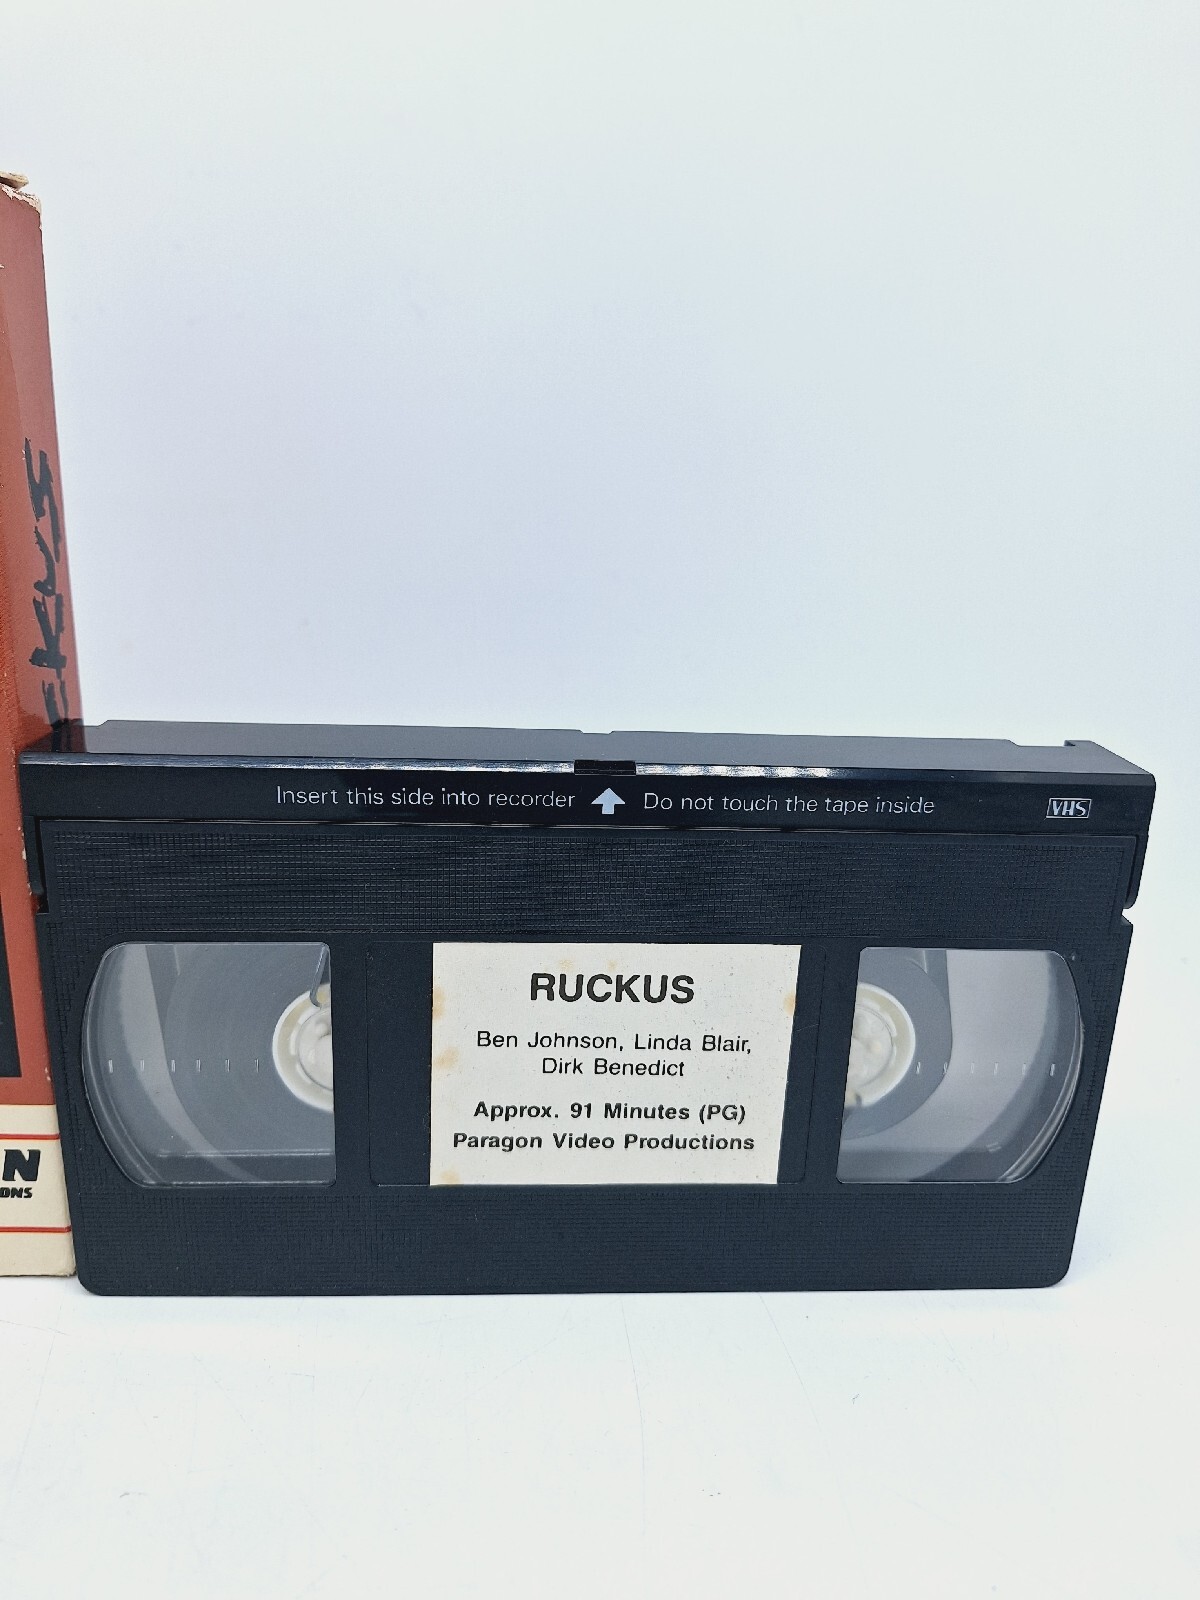 Insert this side into recorder Do not touch the tape inside VHS
RUCKUS
Ben Johnson, Linda Blair,
Dirk Benedict
Approx. 91 Minutes (PG)
Paragon Video Productions